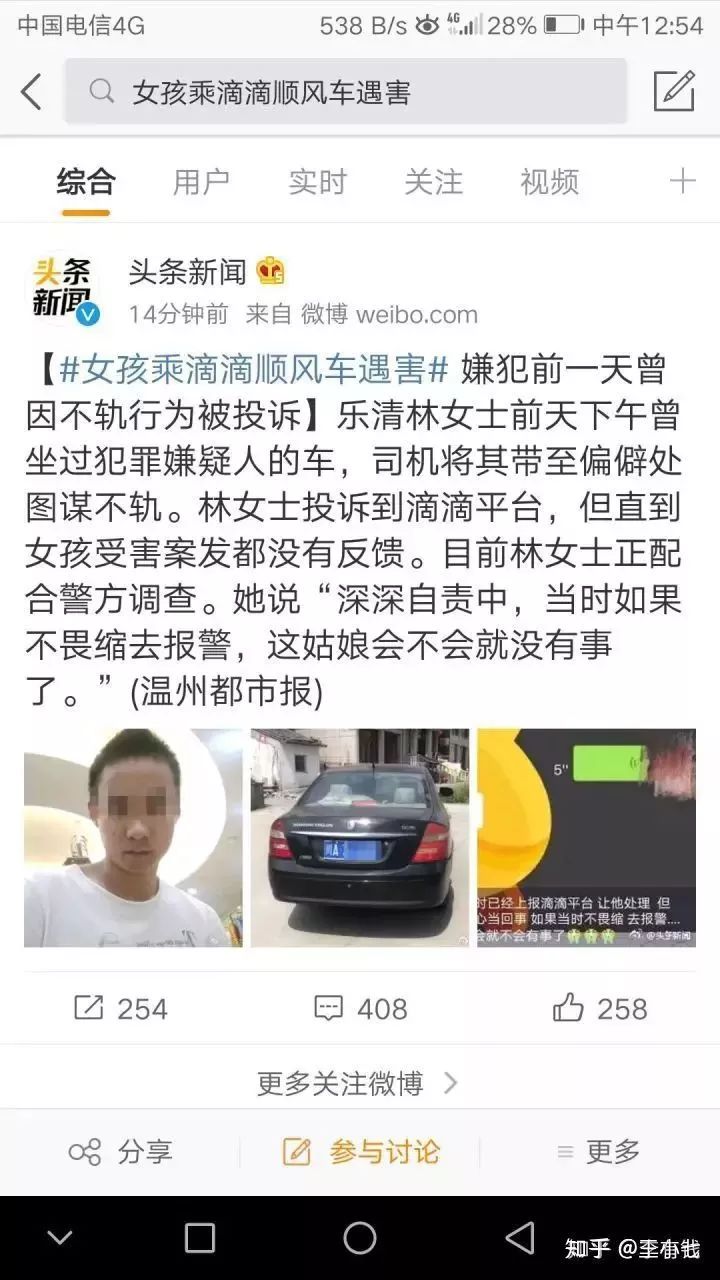 中国电信4G 538 B/s 4G 28% 中午12:54
女孩乘滴滴顺风车遇害
综合 用户 实时 关注 视频
头条新闻
头条新闻
14分钟前 来自 微博 weibo.com
【#女孩乘滴滴顺风车遇害# 嫌犯前一天曾
因不轨行为被投诉】乐清林女士前天下午曾
坐过犯罪嫌疑人的车，司机将其带至偏僻处
图谋不轨。林女士投诉到滴滴平台，但直到
女孩受害案发都没有反馈。目前林女士正配
合警方调查。她说“深深自责中，当时如果
不畏缩去报警，这姑娘会不会就没有事
了。” (温州都市报)
川A
5"
时已经上报滴滴平台 让他处理 但
心当回事 如果当时不畏缩 去报警....
会就不会有事了
@头条新闻
254 408 258
更多关注微博
分享 参与讨论 更多
知乎